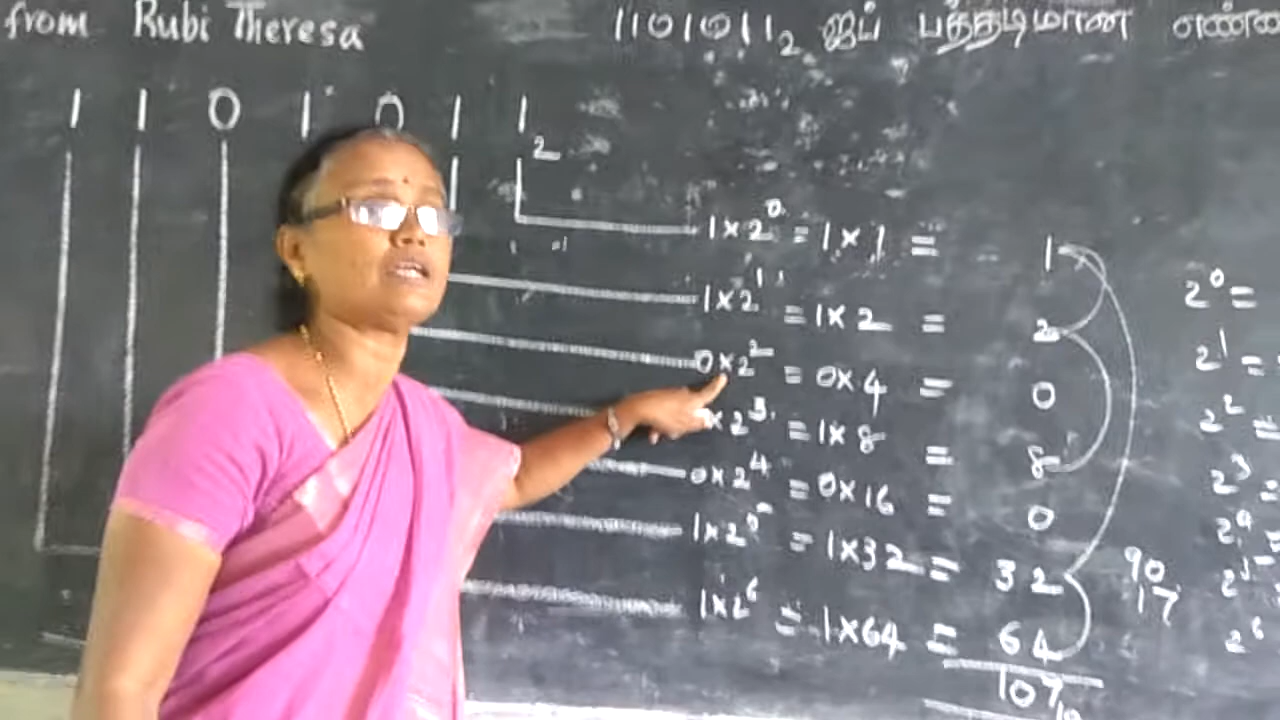 from Rubi Theresa
1101011₂ ஐப் பத்தடிமான எண்ண
1 1 0 1 0 1 1₂
1×2⁰ = 1×1 = 1
1×2¹ = 1×2 = 2
0×2² = 0×4 = 0
×2³ = 1×8 = 8
0×2⁴ = 0×16 = 0
1×2⁵ = 1×32 = 32
1×2⁶ = 1×64 = 64
107₁₀
90
17
2⁰ =
2¹ =
2² =
2³ =
2⁴ =
2⁵ =
2⁶